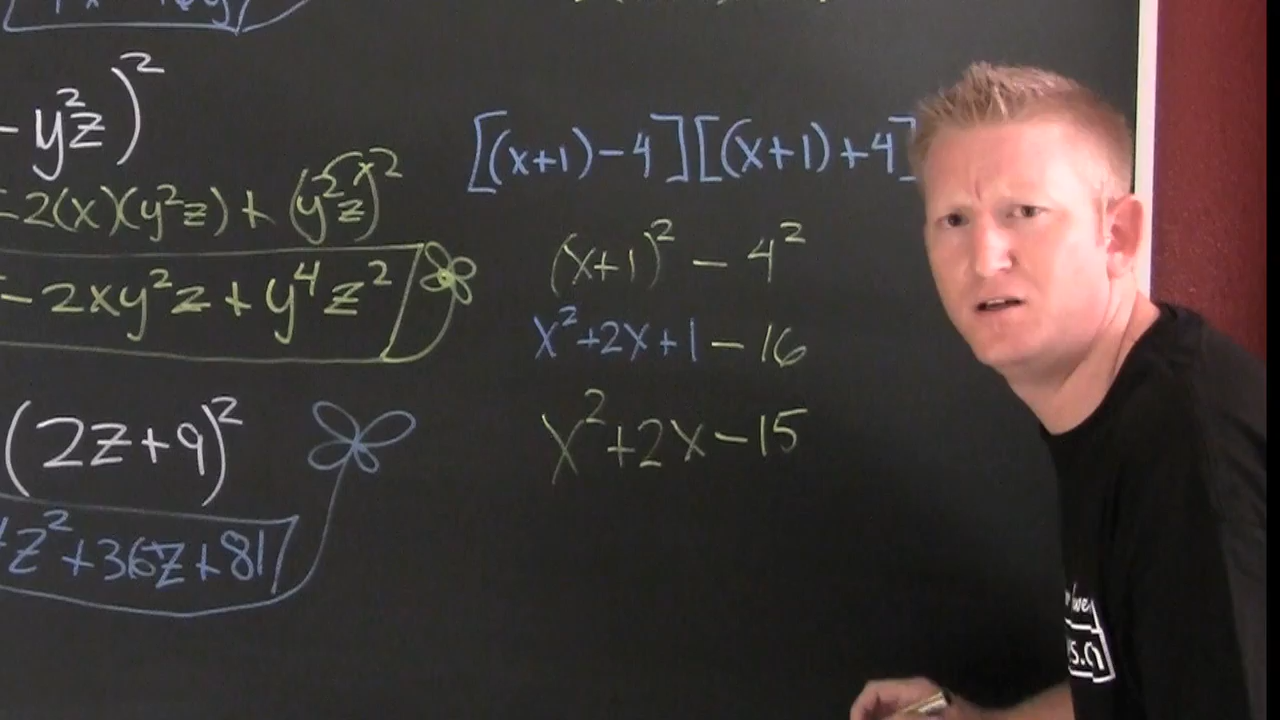 - y²z)²
- 2(x)(y²z) + (y²z)²
- 2xy²z + y⁴z²
(2z+9)²
4z²+36z+81
[(x+1)-4][(x+1)+4]
(x+1)² - 4²
x²+2x+1-16
x²+2x-15